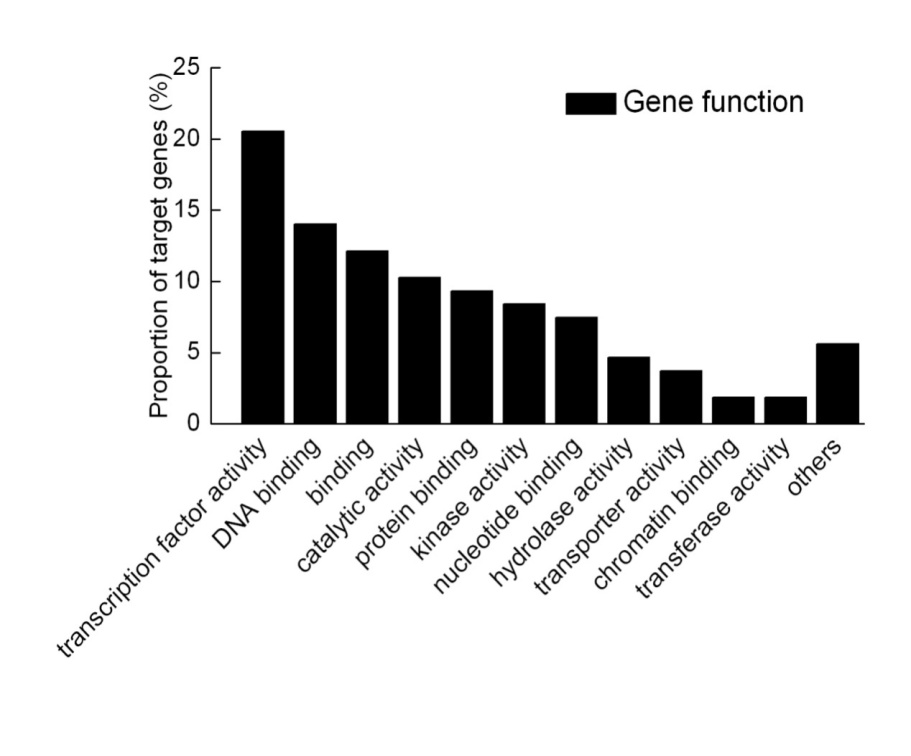 Proportion of target genes (%)
25
20
15
10
5
0
Gene function
transcription factor activity
DNA binding
binding
catalytic activity
protein binding
kinase activity
nucleotide binding
hydrolase activity
transporter activity
chromatin binding
transferase activity
others